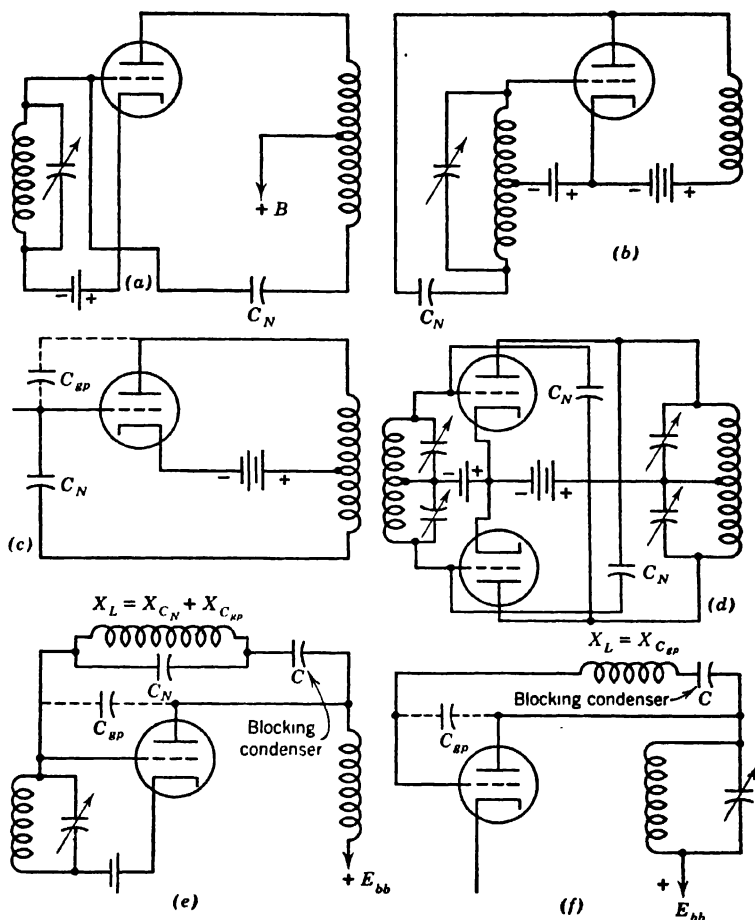 + B
- +
(a)
C_N
- +
- +
(b)
C_N
C_gp
C_N
- +
(c)
C_N
- +
- +
C_N
(d)
X_L = X_C_N + X_C_gp
C_N
C
C_gp
Blocking
condenser
+ E_bb
(e)
X_L = X_C_gp
Blocking condenser
C
C_gp
+
E_bb
(f)